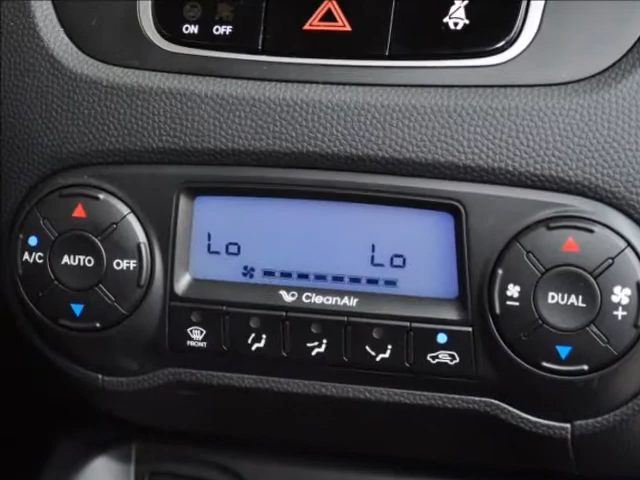 ON OFF
Lo Lo
A/C AUTO OFF
DUAL
CleanAir
FRONT